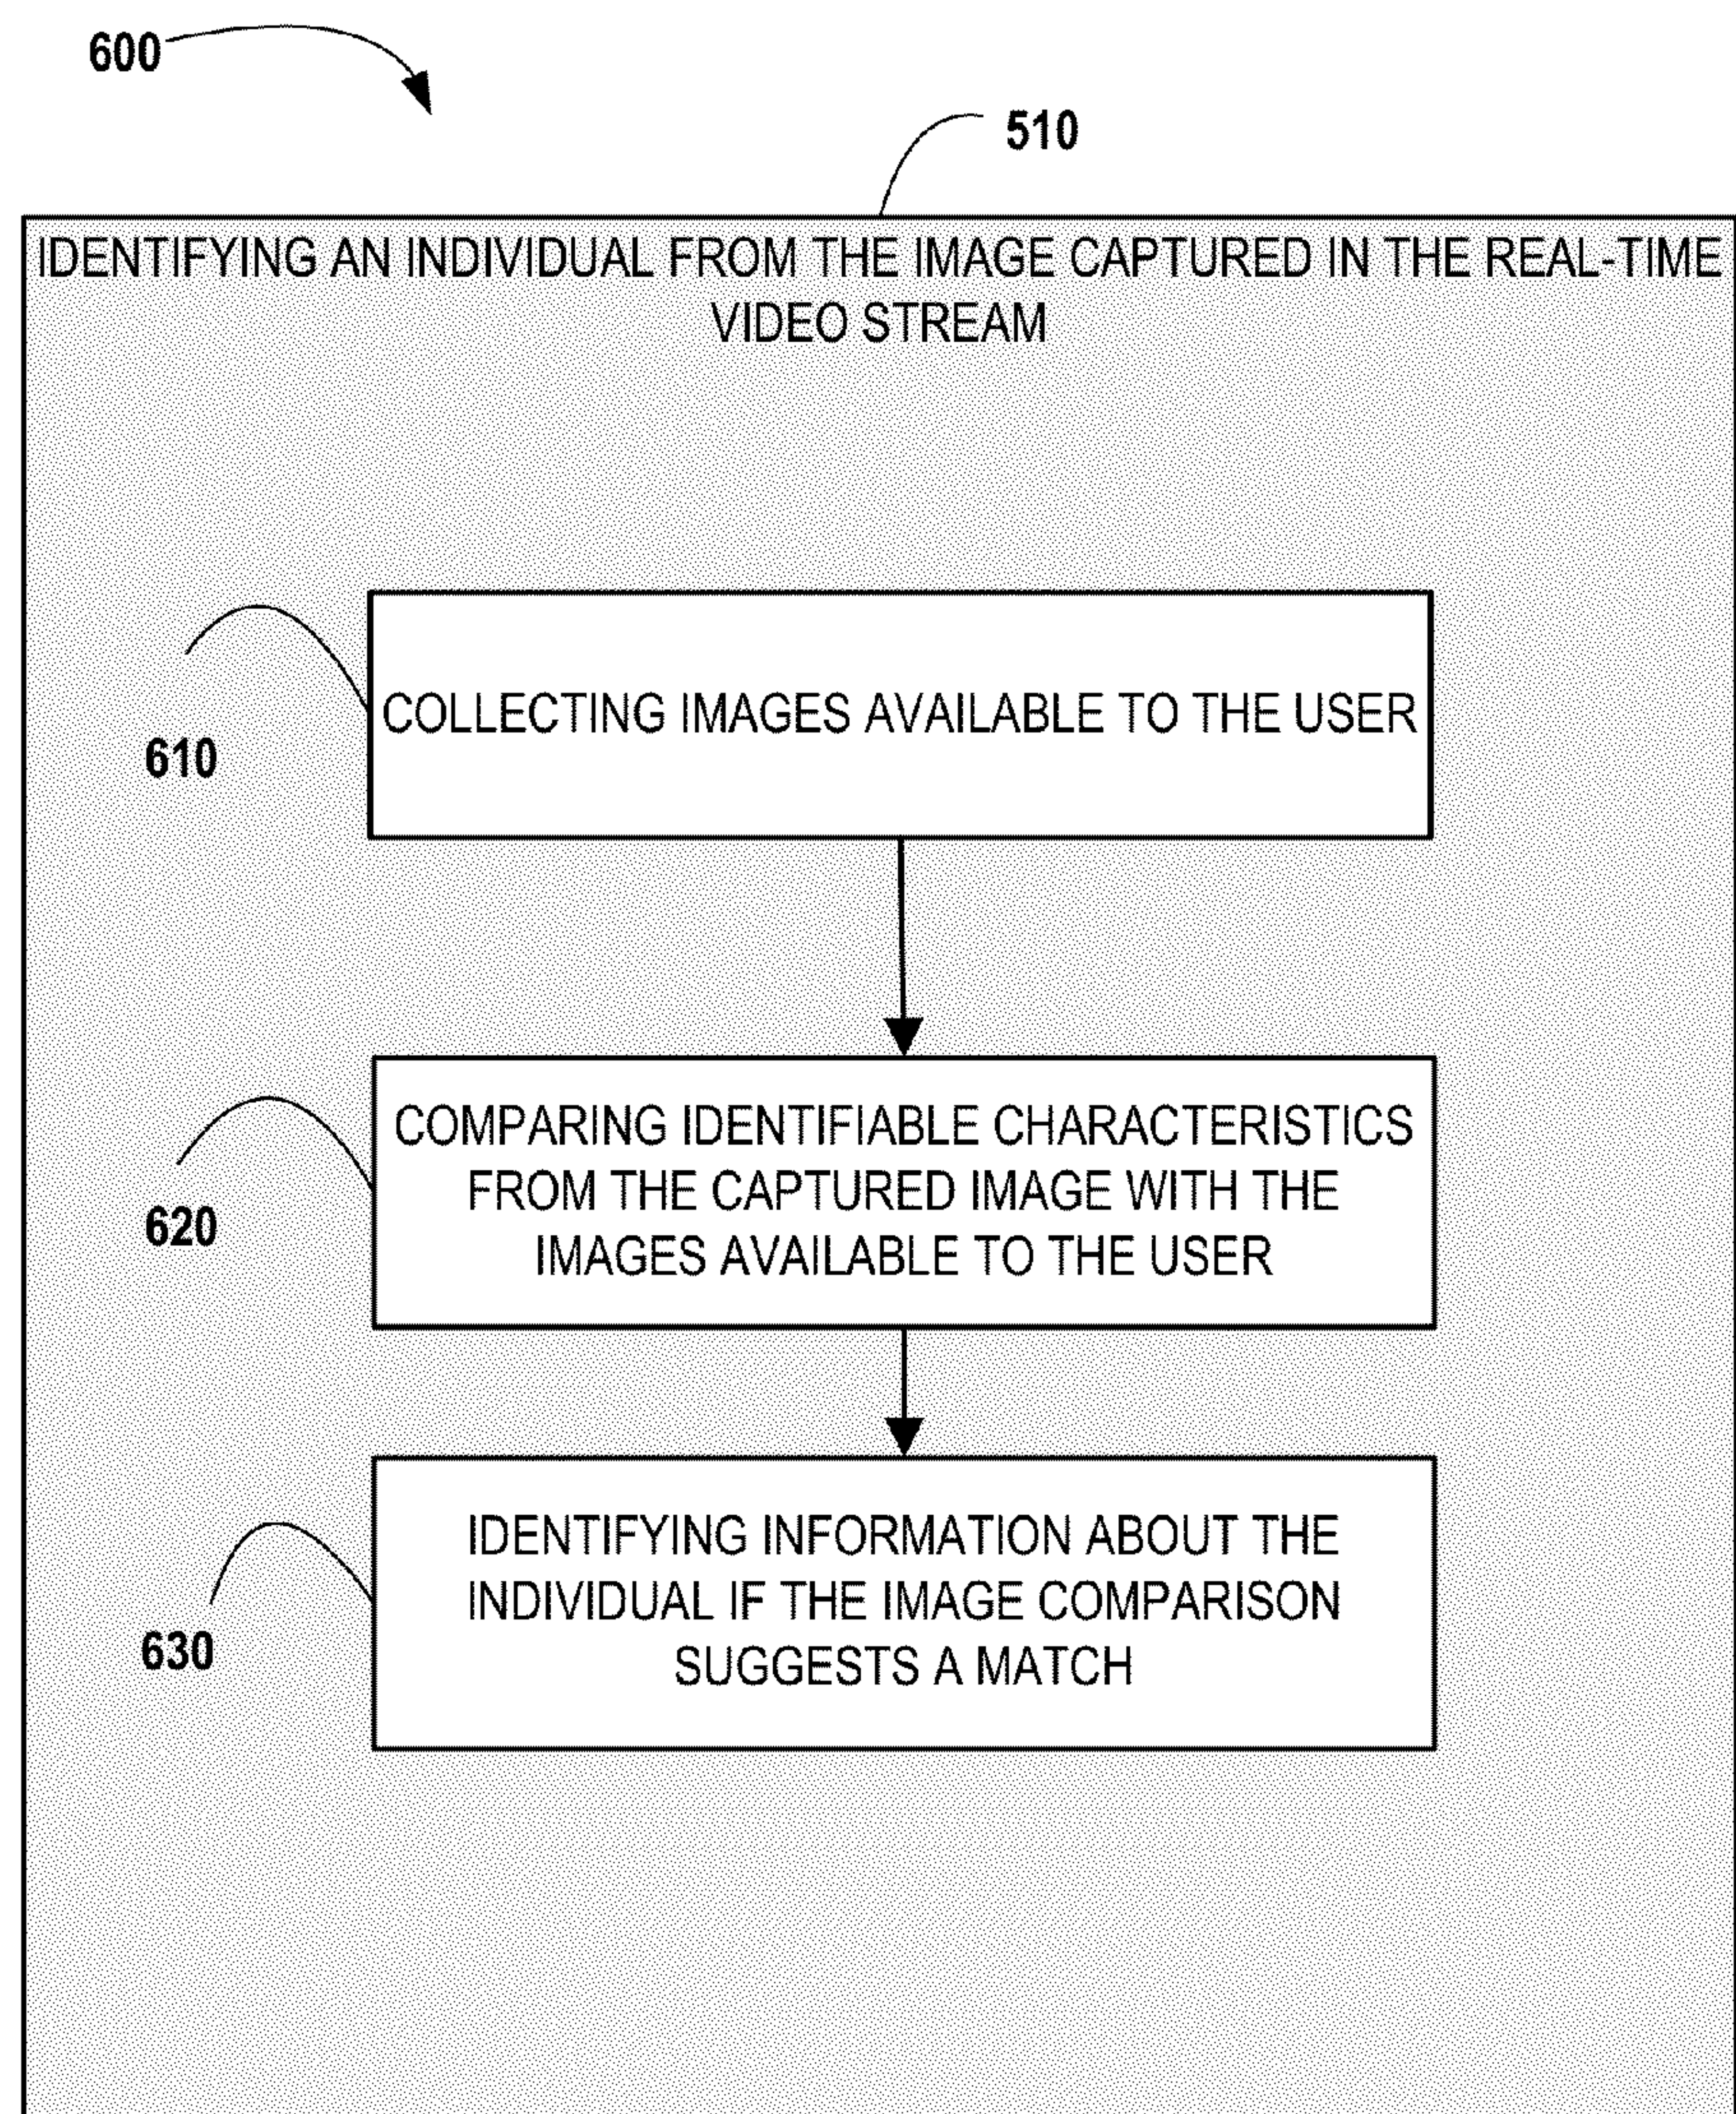 600
510
IDENTIFYING AN INDIVIDUAL FROM THE IMAGE CAPTURED IN THE REAL-TIME
VIDEO STREAM
COLLECTING IMAGES AVAILABLE TO THE USER
610
COMPARING IDENTIFIABLE CHARACTERISTICS
FROM THE CAPTURED IMAGE WITH THE
IMAGES AVAILABLE TO THE USER
620
IDENTIFYING INFORMATION ABOUT THE
INDIVIDUAL IF THE IMAGE COMPARISON
SUGGESTS A MATCH
630